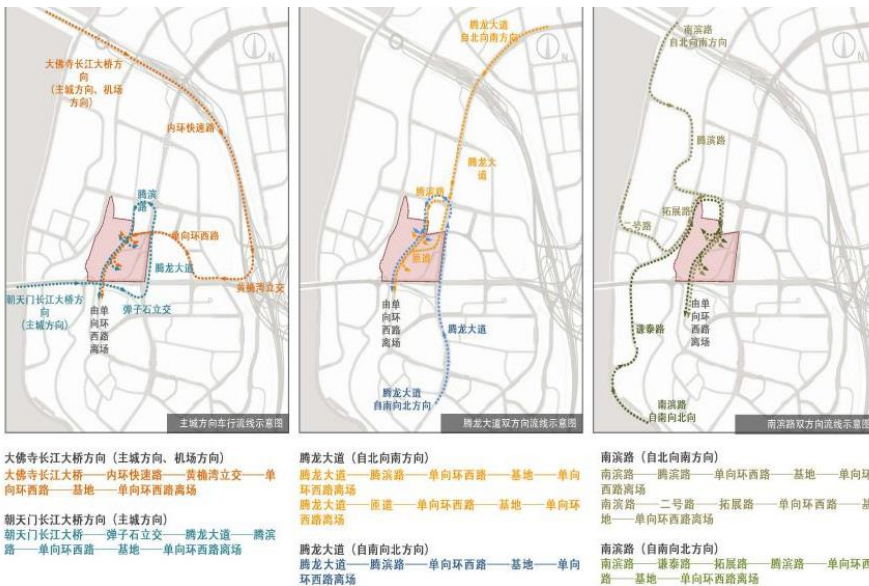 大佛寺长江大桥方
向
(主城方向、机场
方向)
内环快速路
腾滨
路
单向环西路
腾龙大道
黄桷湾立交
朝天门长江大桥方
向
(主城方向)
弹子石立交
由单
向环
西路
离场
N
主城方向车行流线示意图
腾龙大道
自北向南方向
腾龙大
道
腾滨路
原道
腾龙大道
由单
向环
西路
离场
腾龙大道
自南向北方向
N
腾龙大道双方向流线示意图
南滨路
自北向南方向
腾滨路
拓展路
二号路
由单
向环
西路
离场
谦泰路
南滨路
自南向北方向
N
南滨路双方向流线示意图
大佛寺长江大桥方向(主城方向、机场方向)
大佛寺长江大桥——内环快速路——黄桷湾立交——单
向环西路——基地——单向环西路离场
朝天门长江大桥方向(主城方向)
朝天门长江大桥——弹子石立交——腾龙大道——腾滨
路——单向环西路——基地——单向环西路离场
腾龙大道(自北向南方向)
腾龙大道——腾滨路——单向环西路——基地——单向
环西路离场
腾龙大道——原道——单向环西路——基地——单向环
西路离场
腾龙大道(自南向北方向)
腾龙大道——腾滨路——单向环西路——基地——单向
环西路离场
南滨路(自北向南方向)
南滨路——腾滨路——单向环西路——基地——单向环
西路离场
南滨路——二号路——拓展路——单向环西路——基
地——单向环西路离场
南滨路(自南向北方向)
南滨路——谦泰路——拓展路——腾滨路——单向环西
路——基地——单向环西路离场